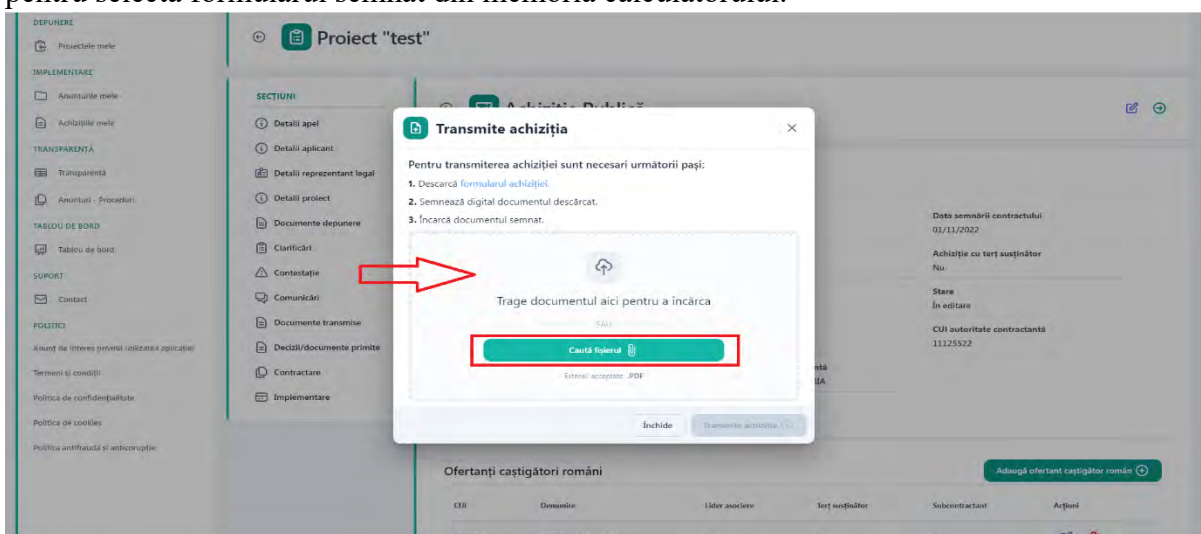 pentru selecta formularul semnat din memoria calculatorului.
DEPUNERE
Proiectele mele
IMPLEMENTARE
Anunturile mele
Achizitiile mele
TRANSPARENȚĂ
Transparentă
Anunturi - Proceduri
TABLOU DE BORD
Tablou de bord
SUPORT
Contact
POLITICI
Anunț de interes privind utilizarea aplicației
Termeni și condiții
Politica de confidențialitate
Politica de cookies
Politica antifraudă și anticorupție
Proiect "test"
SECȚIUNI
Detalii apel
Detalii aplicant
Detalii reprezentant legal
Detalii proiect
Documente depunere
Clarificări
Contestație
Comunicări
Documente transmise
Decizii/documente primite
Contractare
Implementare
Achiziție Publică
Transmite achiziția
Pentru transmiterea achiziției sunt necesari următorii pași:
1. Descarcă formularul achiziției.
2. Semnează digital documentul descărcat.
3. Încarcă documentul semnat.
Trage documentul aici pentru a încărca
SAU
Caută fișierul
Extensii acceptate .PDF
Închide
Transmite achiziția
Data semnării contractului
01/11/2022
Achiziție cu terț susținător
Nu
Stare
În editare
CUI autoritate contractantă
11125522
Ofertanți caștigători români
Adaugă ofertant caștigător român
CUI Denumire Lider asociere Terț susținător Subcontractant Acțiuni